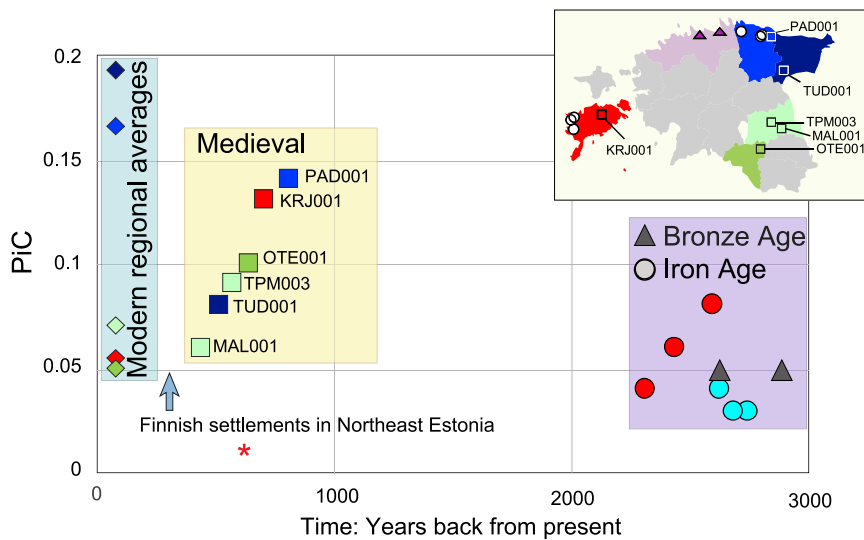 0.2
0.15
0.1
0.05
0
PiC
0
1000
2000
3000
Time: Years back from present
Modern regional averages
Medieval
PAD001
KRJ001
OTE001
TPM003
TUD001
MAL001
Finnish settlements in Northeast Estonia
*
Bronze Age
Iron Age
PAD001
TUD001
TPM003
MAL001
OTE001
KRJ001